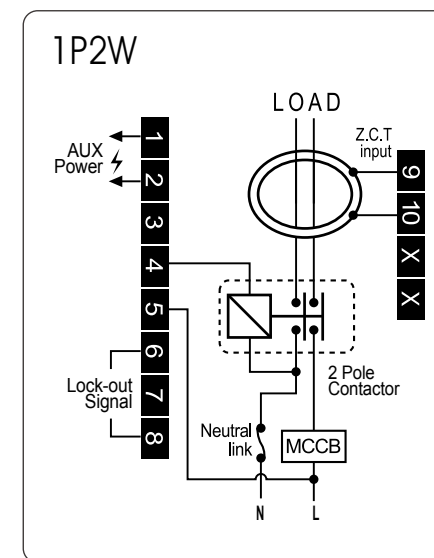 1P2W
LOAD
Z.C.T
input
AUX
Power
1
2
3
4
5
6
7
8
9
10
X
X
Lock-out
Signal
2 Pole
Contactor
Neutral
link
MCCB
N
L